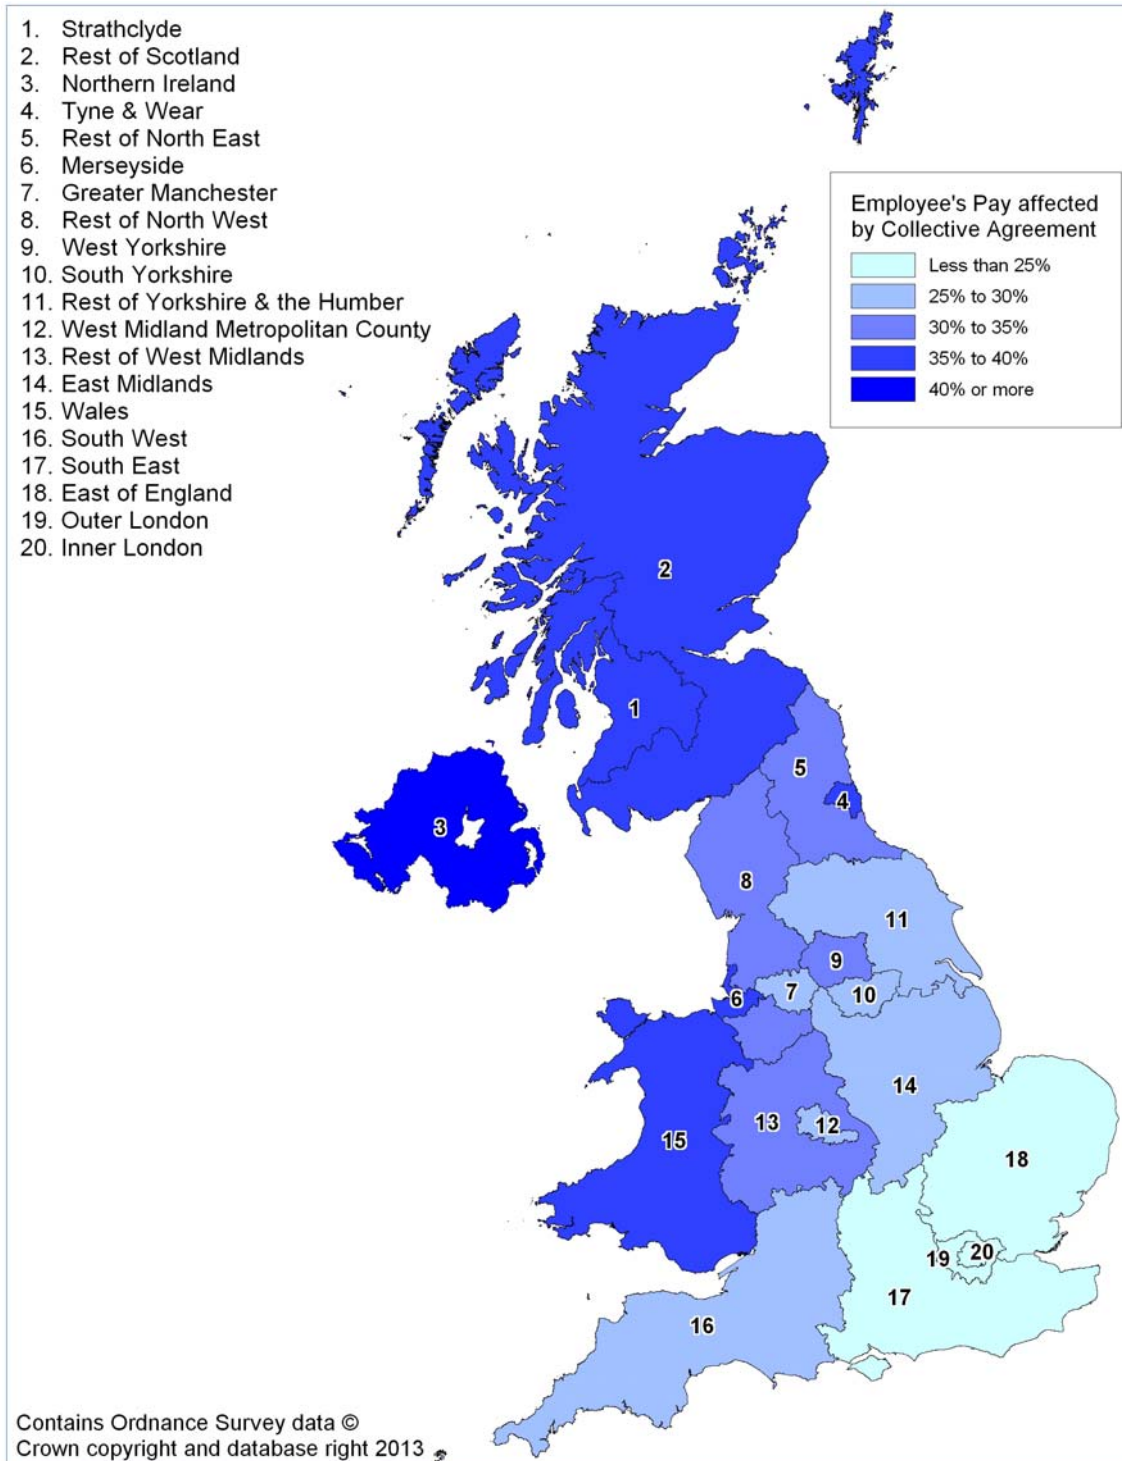 1. Strathclyde
2. Rest of Scotland
3. Northern Ireland
4. Tyne & Wear
5. Rest of North East
6. Merseyside
7. Greater Manchester
8. Rest of North West
9. West Yorkshire
10. South Yorkshire
11. Rest of Yorkshire & the Humber
12. West Midland Metropolitan County
13. Rest of West Midlands
14. East Midlands
15. Wales
16. South West
17. South East
18. East of England
19. Outer London
20. Inner London
Employee's Pay affected
by Collective Agreement
Less than 25%
25% to 30%
30% to 35%
35% to 40%
40% or more
2
1
5
4
3
8
11
9
6
7
10
14
13
12
15
18
19
20
17
16
Contains Ordnance Survey data ©
Crown copyright and database right 2013